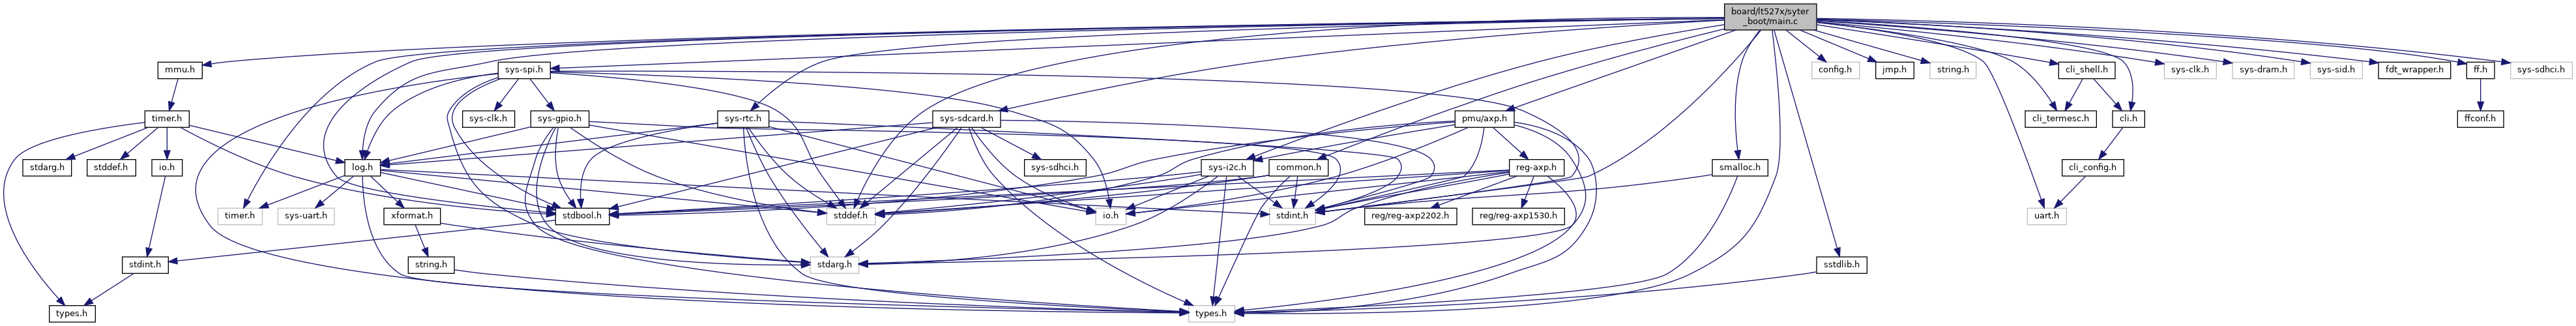 board/lt527x/syter
_boot/main.c
mmu.h
sys-spi.h
config.h
jmp.h
string.h
cli_shell.h
sys-clk.h
sys-dram.h
sys-sid.h
fdt_wrapper.h
ff.h
sys-sdhci.h
timer.h
sys-clk.h
sys-gpio.h
sys-rtc.h
sys-sdcard.h
pmu/axp.h
cli_termesc.h
cli.h
ffconf.h
stdarg.h
stddef.h
io.h
log.h
sys-sdhci.h
sys-i2c.h
common.h
reg-axp.h
smalloc.h
cli_config.h
timer.h
sys-uart.h
xformat.h
stdbool.h
stddef.h
io.h
stdint.h
reg/reg-axp2202.h
reg/reg-axp1530.h
uart.h
stdint.h
string.h
stdarg.h
sstdlib.h
types.h
types.h